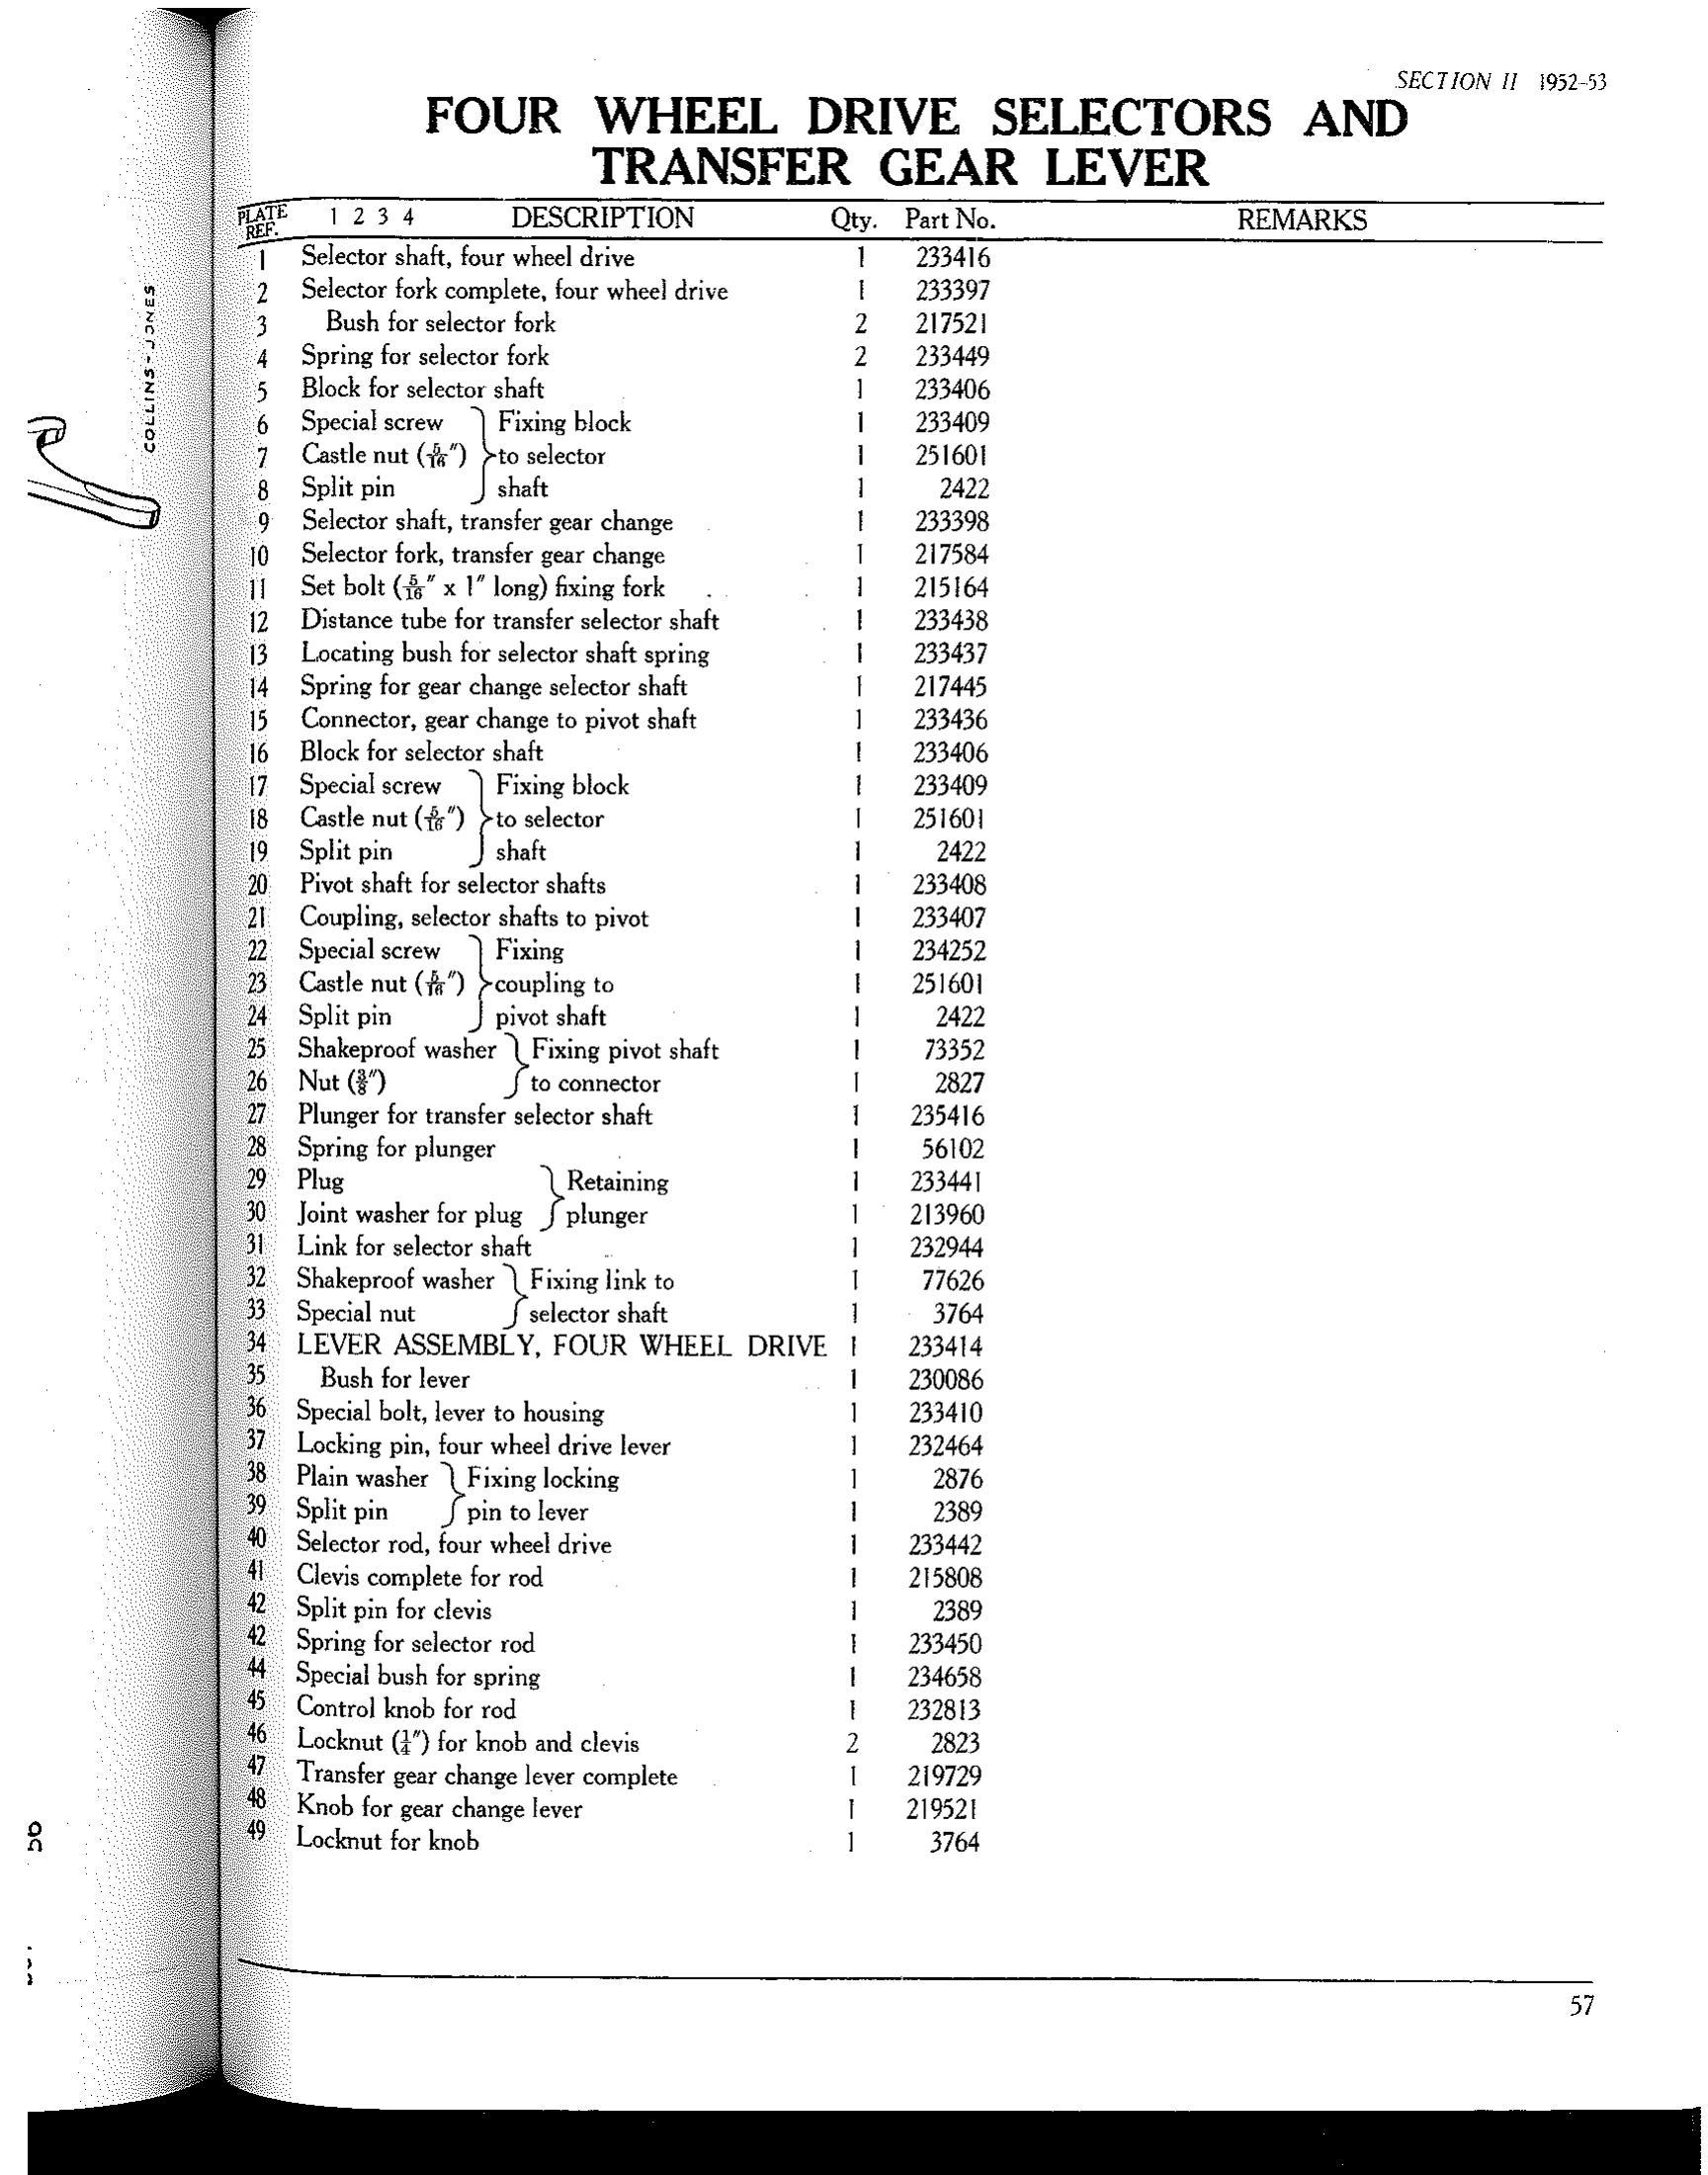 SECTION II 1952-53
FOUR WHEEL DRIVE SELECTORS AND
TRANSFER GEAR LEVER
PLATE REF. 1 2 3 4 DESCRIPTION Qty. Part No. REMARKS
1 Selector shaft, four wheel drive 1 233416
2 Selector fork complete, four wheel drive 1 233397
3 Bush for selector fork 2 217521
4 Spring for selector fork 2 233449
5 Block for selector shaft 1 233406
6 Special screw } Fixing block 1 233409
7 Castle nut (5/16″) } to selector 1 251601
8 Split pin } shaft 1 2422
9 Selector shaft, transfer gear change 1 233398
10 Selector fork, transfer gear change 1 217584
11 Set bolt (5/16″ x 1″ long) fixing fork 1 215164
12 Distance tube for transfer selector shaft 1 233438
13 Locating bush for selector shaft spring 1 233437
14 Spring for gear change selector shaft 1 217445
15 Connector, gear change to pivot shaft 1 233436
16 Block for selector shaft 1 233406
17 Special screw } Fixing block 1 233409
18 Castle nut (5/16″) } to selector 1 251601
19 Split pin } shaft 1 2422
20 Pivot shaft for selector shafts 1 233408
21 Coupling, selector shafts to pivot 1 233407
22 Special screw } Fixing 1 234252
23 Castle nut (5/16″) } coupling to 1 251601
24 Split pin } pivot shaft 1 2422
25 Shakeproof washer } Fixing pivot shaft 1 73352
26 Nut (3/8″) } to connector 1 2827
27 Plunger for transfer selector shaft 1 235416
28 Spring for plunger 1 56102
29 Plug } Retaining 1 233441
30 Joint washer for plug } plunger 1 213960
31 Link for selector shaft 1 232944
32 Shakeproof washer } Fixing link to 1 77626
33 Special nut } selector shaft 1 3764
34 LEVER ASSEMBLY, FOUR WHEEL DRIVE 1 233414
35 Bush for lever 1 230086
36 Special bolt, lever to housing 1 233410
37 Locking pin, four wheel drive lever 1 232464
38 Plain washer } Fixing locking 1 2876
39 Split pin } pin to lever 1 2389
40 Selector rod, four wheel drive 1 233442
41 Clevis complete for rod 1 215808
42 Split pin for clevis 1 2389
42 Spring for selector rod 1 233450
44 Special bush for spring 1 234658
45 Control knob for rod 1 232813
46 Locknut (1/4″) for knob and clevis 2 2823
47 Transfer gear change lever complete 1 219729
48 Knob for gear change lever 1 219521
49 Locknut for knob 1 3764
57
COLLINS-JONES